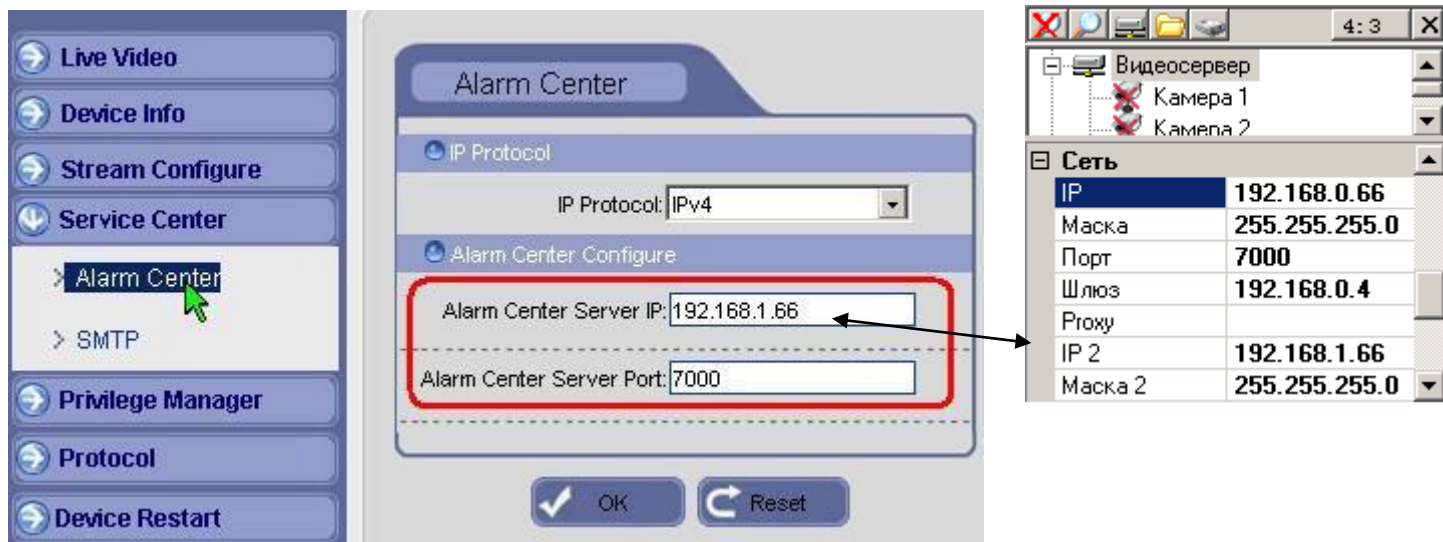 Live Video
Device Info
Stream Configure
Service Center
> Alarm Center
> SMTP
Privilege Manager
Protocol
Device Restart
Alarm Center
IP Protocol
IP Protocol: IPv4
Alarm Center Configure
Alarm Center Server IP: 192.168.1.66
Alarm Center Server Port: 7000
OK Reset
4:3 X
Видеосервер
Камера 1
Камера 2
Сеть
IP 192.168.0.66
Маска 255.255.255.0
Порт 7000
Шлюз 192.168.0.4
Proxy
IP 2 192.168.1.66
Маска 2 255.255.255.0